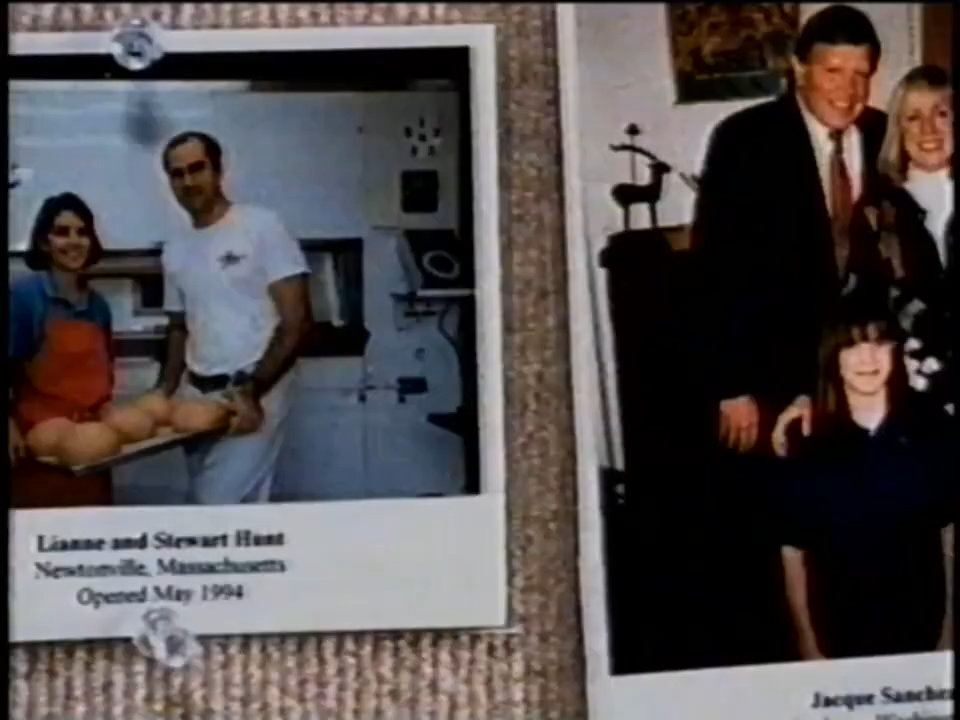 Lianne and Stewart Hunt
Newtonville, Massachusetts
Opened May 1994
Jacque Sanchez